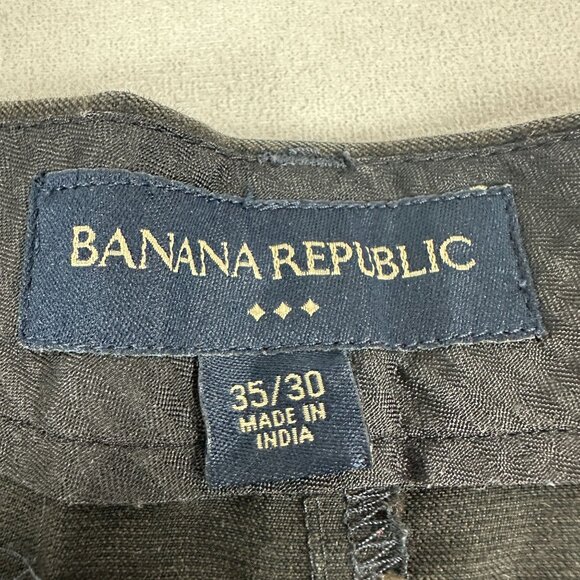 BANANA REPUBLIC
35/30
MADE IN
INDIA